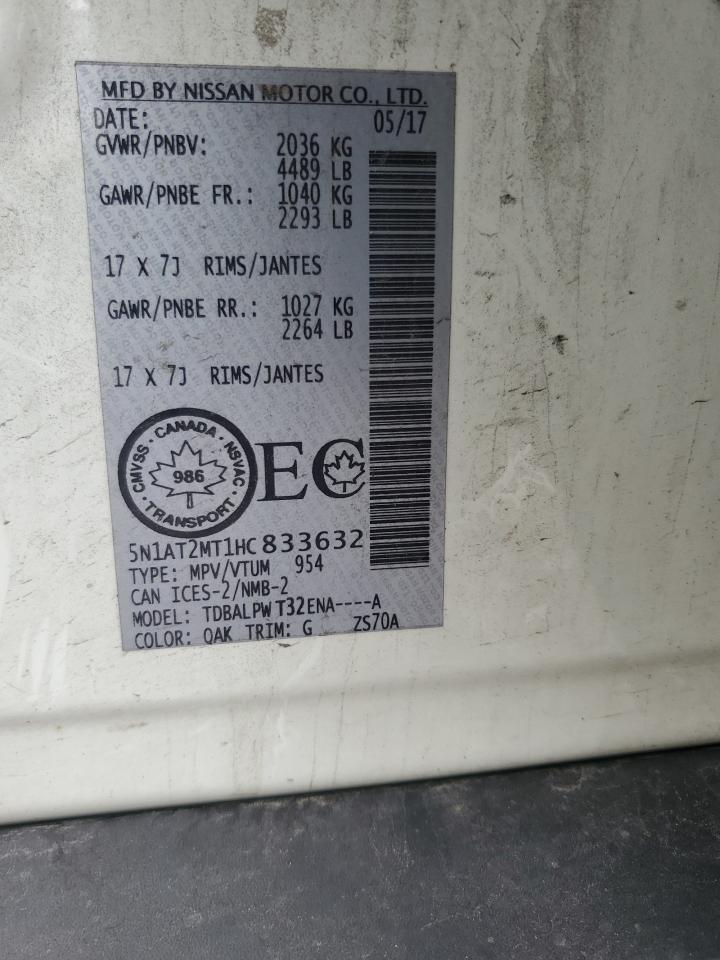 MFD BY NISSAN MOTOR CO., LTD.
DATE: 05/17
GVWR/PNBV: 2036 KG
4489 LB
GAWR/PNBE FR.: 1040 KG
2293 LB
17 X 7J RIMS/JANTES
GAWR/PNBE RR.: 1027 KG
2264 LB
17 X 7J RIMS/JANTES
CMVSS · CANADA · NSVAC
986
· TRANSPORT ·
EC
5N1AT2MT1HC833632
TYPE: MPV/VTUM 954
CAN ICES-2/NMB-2
MODEL: TDBALPW T32ENA----A
COLOR: QAK TRIM: G ZS70A